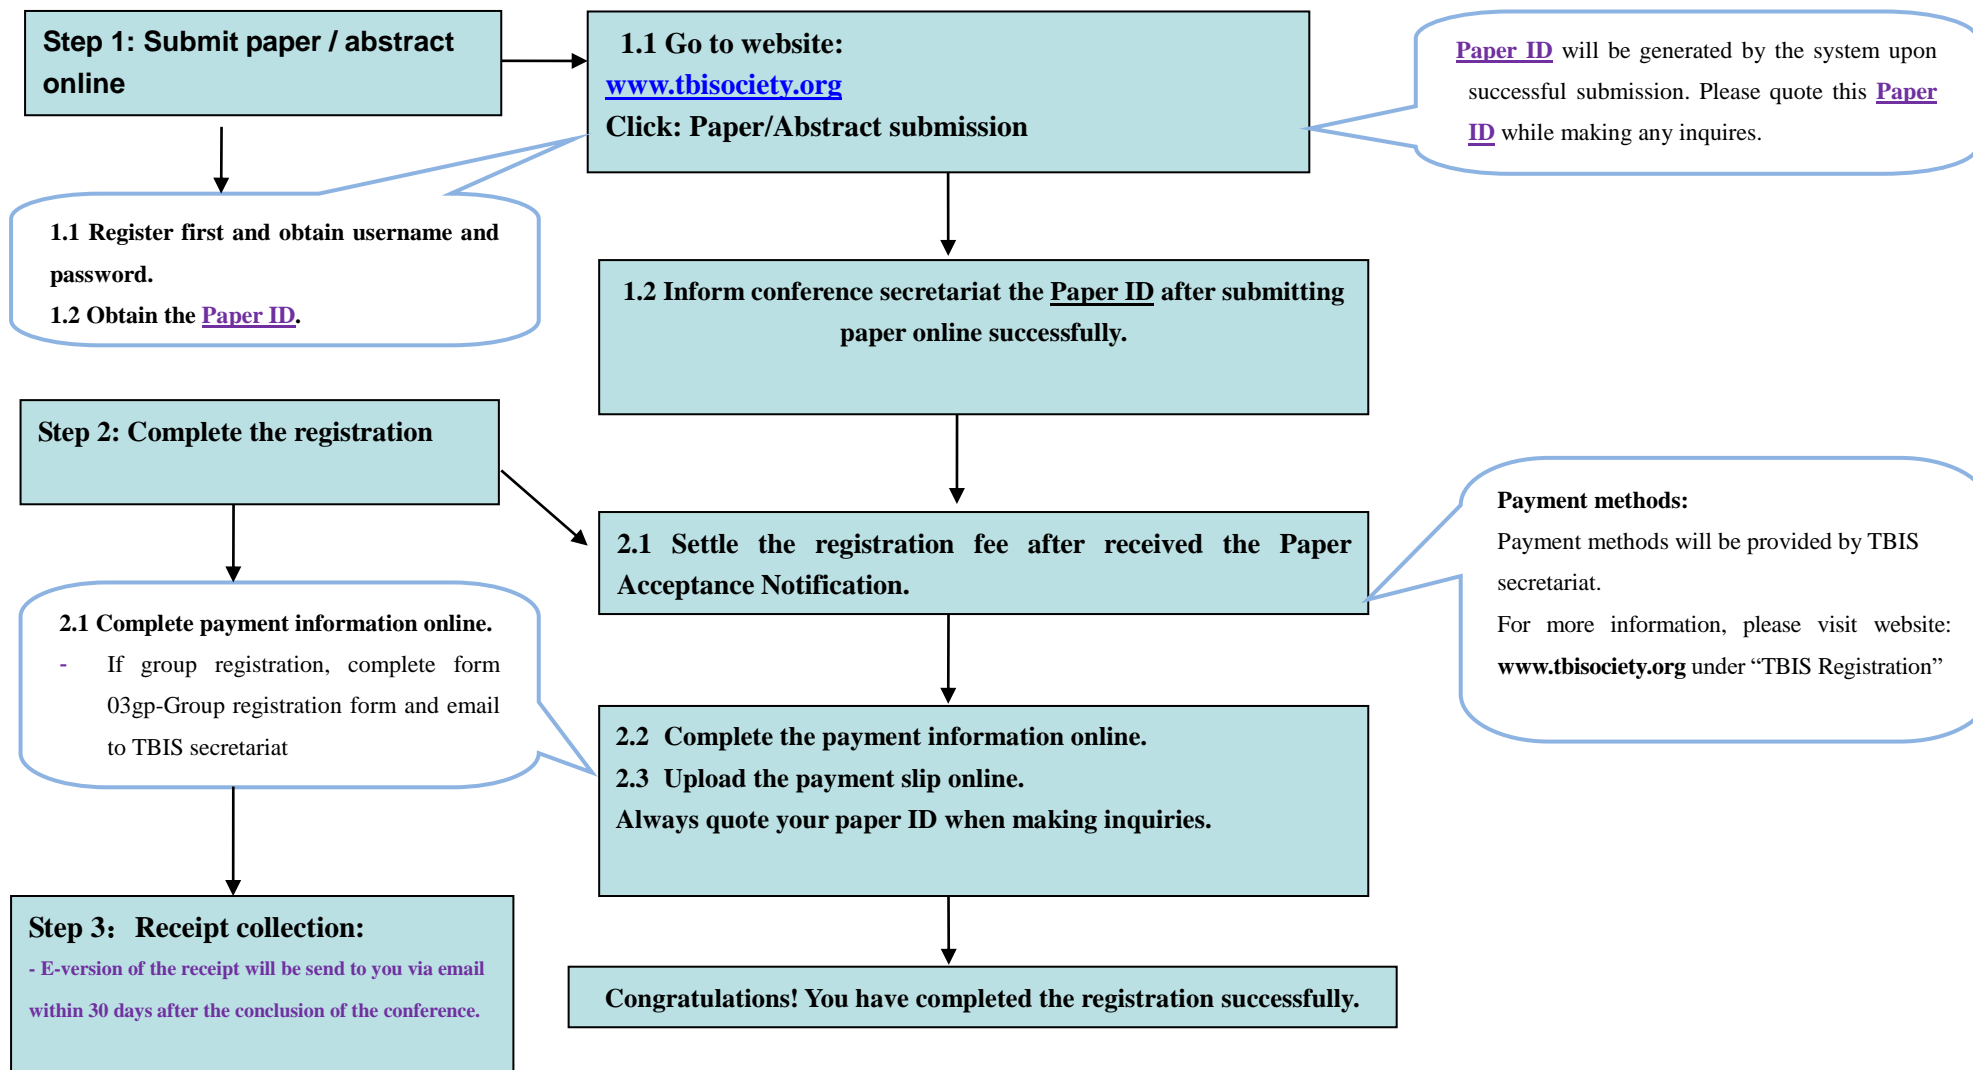 Step 1: Submit paper / abstract
online
1.1 Go to website:
www.tbisociety.org
Click: Paper/Abstract submission
Paper ID will be generated by the system upon
successful submission. Please quote this Paper
ID while making any inquires.
1.1 Register first and obtain username and
password.
1.2 Obtain the Paper ID.
1.2 Inform conference secretariat the Paper ID after submitting
paper online successfully.
Step 2: Complete the registration
2.1 Settle the registration fee after received the Paper
Acceptance Notification.
Payment methods:
Payment methods will be provided by TBIS
secretariat.
For more information, please visit website:
www.tbisociety.org under “TBIS Registration”
2.1 Complete payment information online.
- If group registration, complete form
03gp-Group registration form and email
to TBIS secretariat
2.2 Complete the payment information online.
2.3 Upload the payment slip online.
Always quote your paper ID when making inquiries.
Step 3：Receipt collection:
- E-version of the receipt will be send to you via email
within 30 days after the conclusion of the conference.
Congratulations! You have completed the registration successfully.